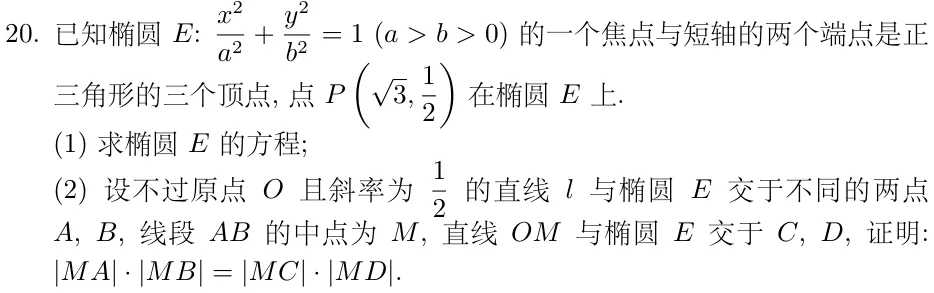 20. 已知椭圆 E: x²/a² + y²/b² = 1 (a > b > 0) 的一个焦点与短轴的两个端点是正
三角形的三个顶点, 点 P(√3, 1/2) 在椭圆 E 上.
(1) 求椭圆 E 的方程;
(2) 设不过原点 O 且斜率为 1/2 的直线 l 与椭圆 E 交于不同的两点
A, B, 线段 AB 的中点为 M, 直线 OM 与椭圆 E 交于 C, D, 证明:
|MA| · |MB| = |MC| · |MD|.